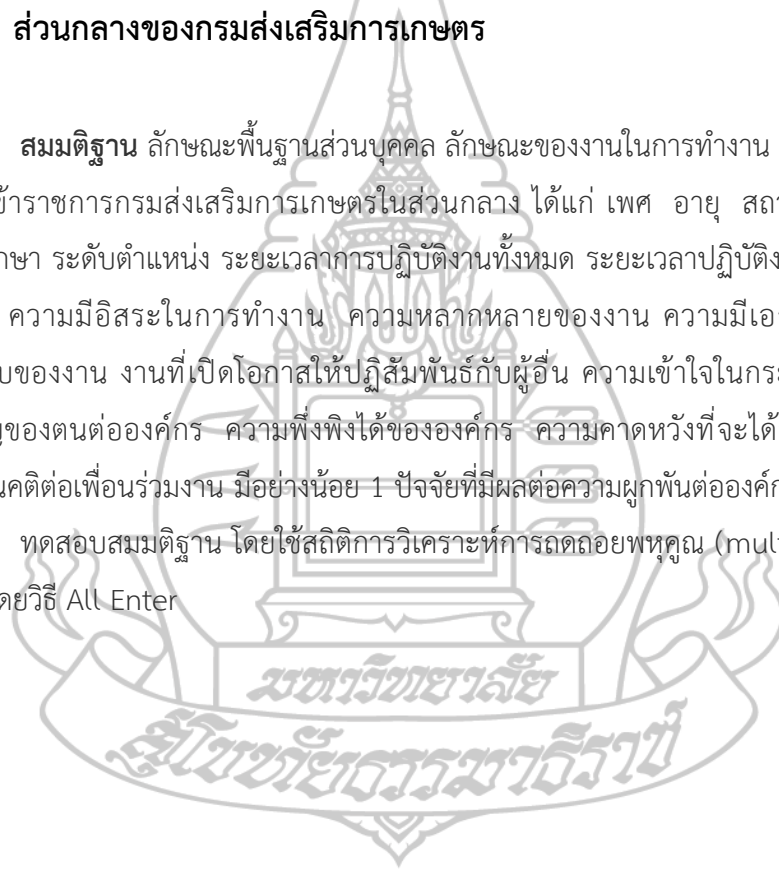 ส่วนกลางของกรมส่งเสริมการเกษตร
สมมติฐาน ลักษณะพื้นฐานส่วนบุคคล ลักษณะของงานในการทำงาน
ข้าราชการกรมส่งเสริมการเกษตรในส่วนกลาง ได้แก่ เพศ อายุ สถา
กษา ระดับตำแหน่ง ระยะเวลาการปฏิบัติงานทั้งหมด ระยะเวลาปฏิบัติง
ความมีอิสระในการทำงาน ความหลากหลายของงาน ความมีเอ
บของงาน งานที่เปิดโอกาสให้ปฏิสัมพันธ์กับผู้อื่น ความเข้าใจในกระ
ของตนต่อองค์กร ความพึ่งพิงได้ขององค์กร ความคาดหวังที่จะได้
นคติต่อเพื่อนร่วมงาน มีอย่างน้อย 1 ปัจจัยที่มีผลต่อความผูกพันต่อองค์ก
ทดสอบสมมติฐาน โดยใช้สถิติการวิเคราะห์การถดถอยพหุคูณ (mul
ดยวิธี All Enter
มหาวิทยาลัย
สุโขทัยธรรมาธิราช